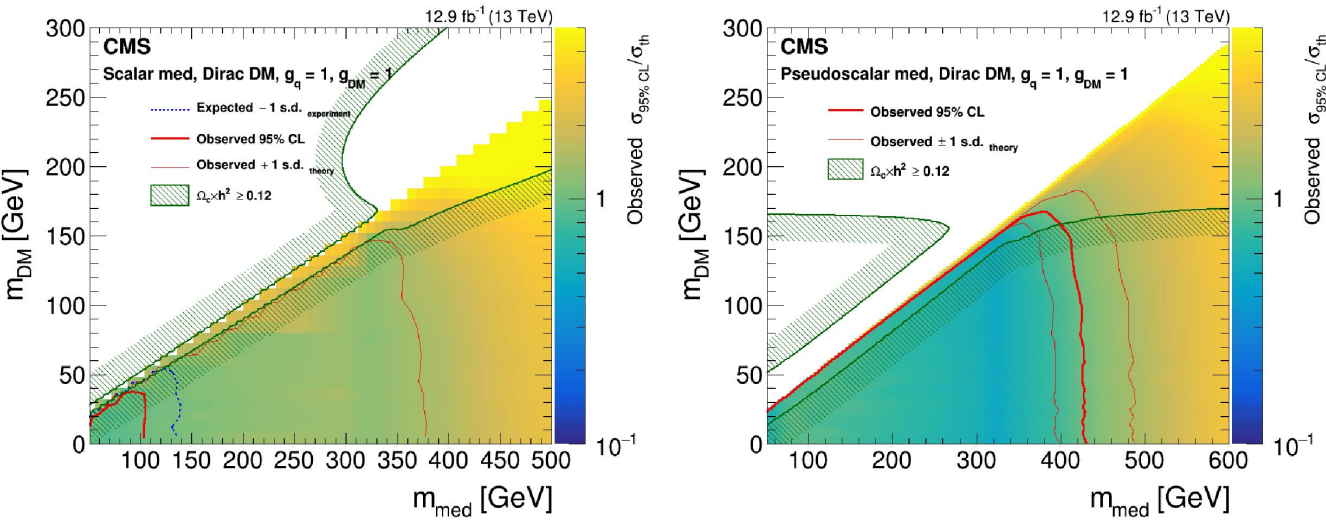 12.9 fb⁻¹ (13 TeV)
CMS
Scalar med, Dirac DM, g_q = 1, g_DM = 1
Expected − 1 s.d. experiment
Observed 95% CL
Observed + 1 s.d. theory
Ω_c×h² ≥ 0.12
m_DM [GeV]
300
250
200
150
100
50
0
100 150 200 250 300 350 400 450 500
m_med [GeV]
Observed σ_95% CL/σ_th
1
10⁻¹
12.9 fb⁻¹ (13 TeV)
CMS
Pseudoscalar med, Dirac DM, g_q = 1, g_DM = 1
Observed 95% CL
Observed ± 1 s.d. theory
Ω_c×h² ≥ 0.12
m_DM [GeV]
300
250
200
150
100
50
0
100 200 300 400 500 600
m_med [GeV]
Observed σ_95% CL/σ_th
1
10⁻¹